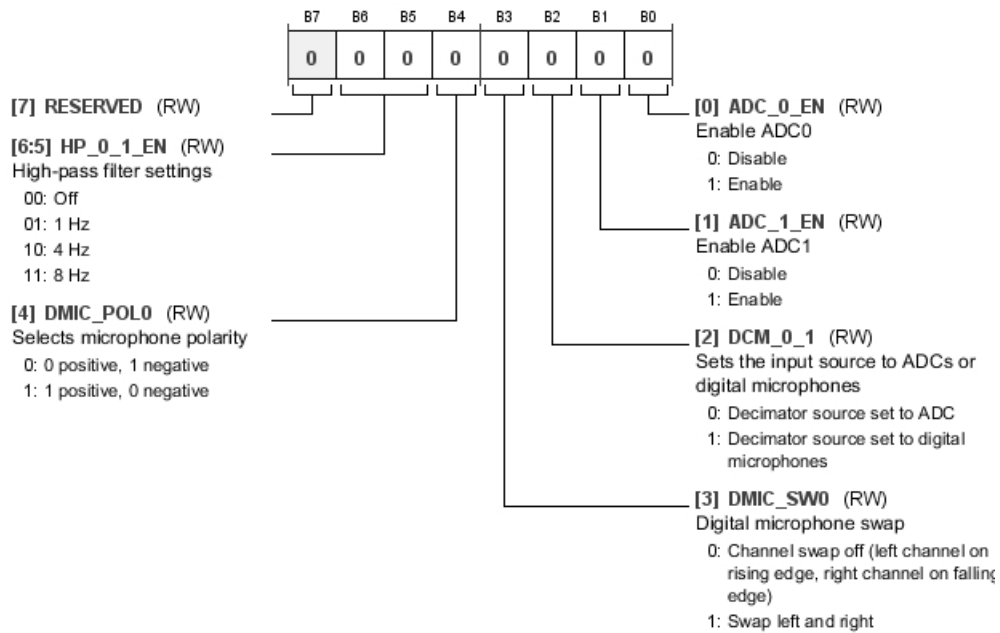 B7 B6 B5 B4 B3 B2 B1 B0
0 0 0 0 0 0 0 0
[7] RESERVED (RW)
[6:5] HP_0_1_EN (RW)
High-pass filter settings
00: Off
01: 1 Hz
10: 4 Hz
11: 8 Hz
[4] DMIC_POL0 (RW)
Selects microphone polarity
0: 0 positive, 1 negative
1: 1 positive, 0 negative
[0] ADC_0_EN (RW)
Enable ADC0
0: Disable
1: Enable
[1] ADC_1_EN (RW)
Enable ADC1
0: Disable
1: Enable
[2] DCM_0_1 (RW)
Sets the input source to ADCs or
digital microphones
0: Decimator source set to ADC
1: Decimator source set to digital
microphones
[3] DMIC_SW0 (RW)
Digital microphone swap
0: Channel swap off (left channel on
rising edge, right channel on falling
edge)
1: Swap left and right